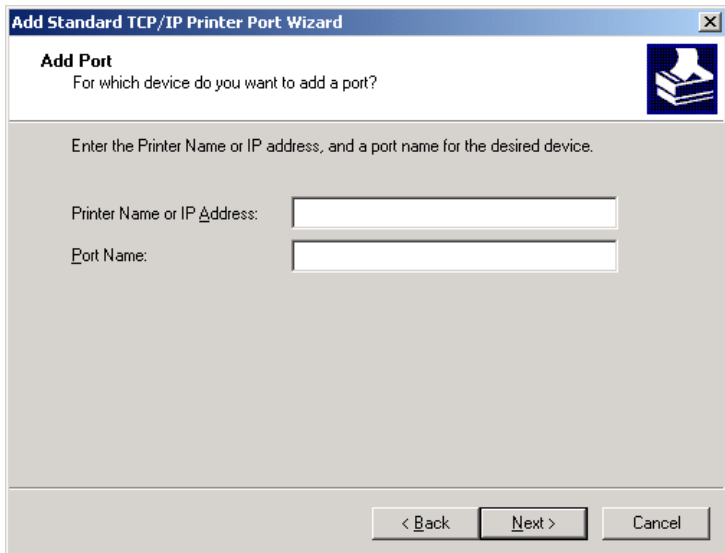 Add Standard TCP/IP Printer Port Wizard
Add Port
For which device do you want to add a port?
Enter the Printer Name or IP address, and a port name for the desired device.
Printer Name or IP Address:
Port Name:
< Back Next > Cancel